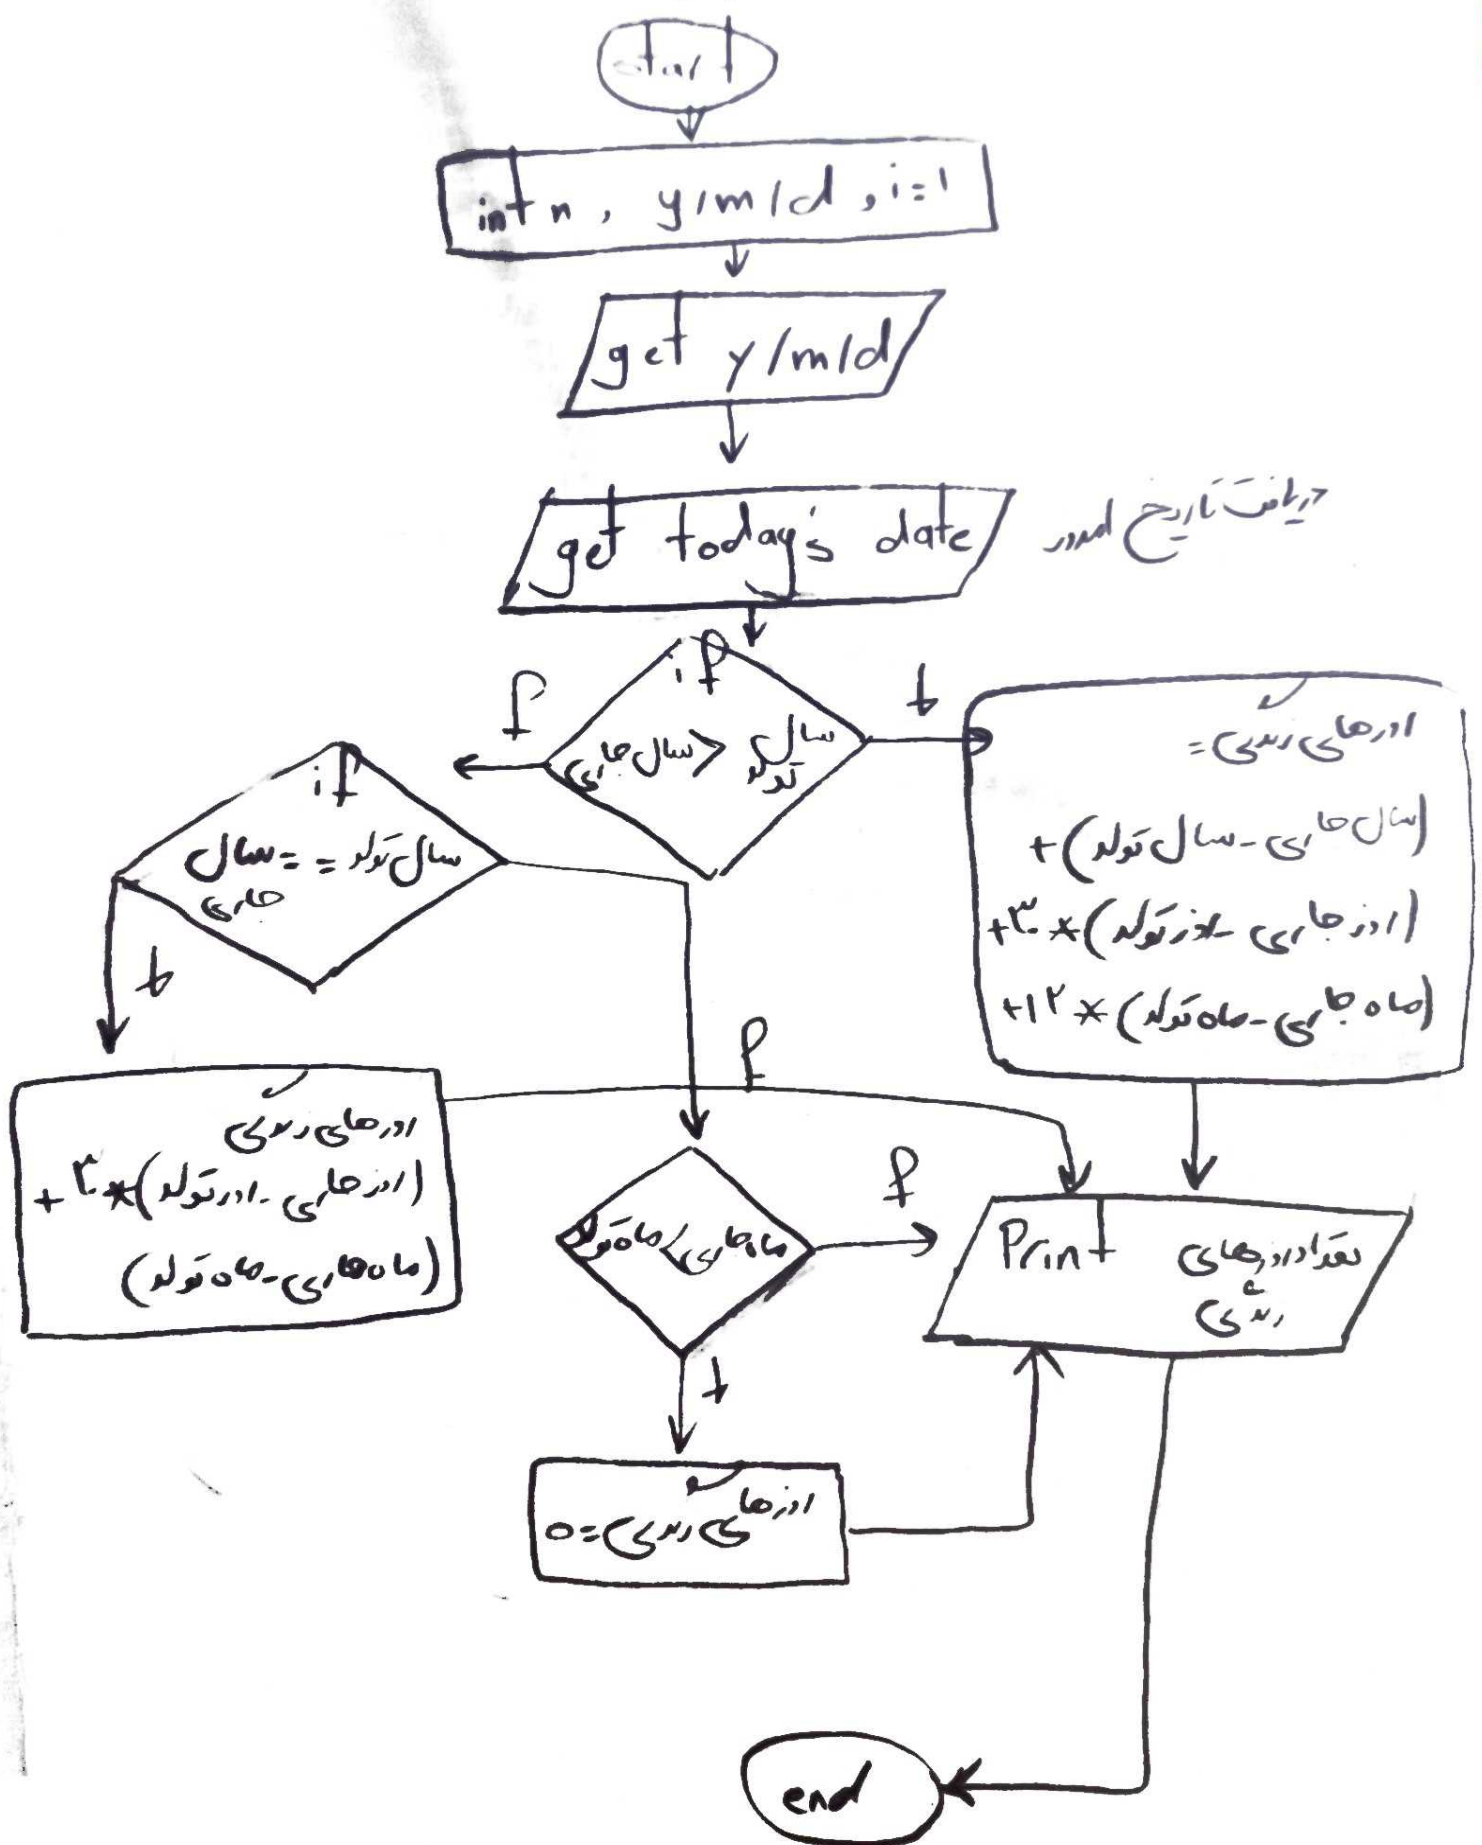 start
int n, y/m/d, i=1
get y/m/d
get today's date
دریافت تاریخ امروز
if
سال تولد < سال جاری
f
t
روزهای زندگی =
(سال جاری - سال تولد) +
(روز جاری - روز تولد) * ۳۰ +
(ماه جاری - ماه تولد) * ۱۲ +
if
سال تولد == سال
جاری
t
f
روزهای زندگی
(روز جاری - روز تولد) * ۳۰ +
(ماه جاری - ماه تولد)
ماه جاری < ماه تولد
f
t
Print تعداد روزهای
زندگی
روزهای زندگی = 0
end